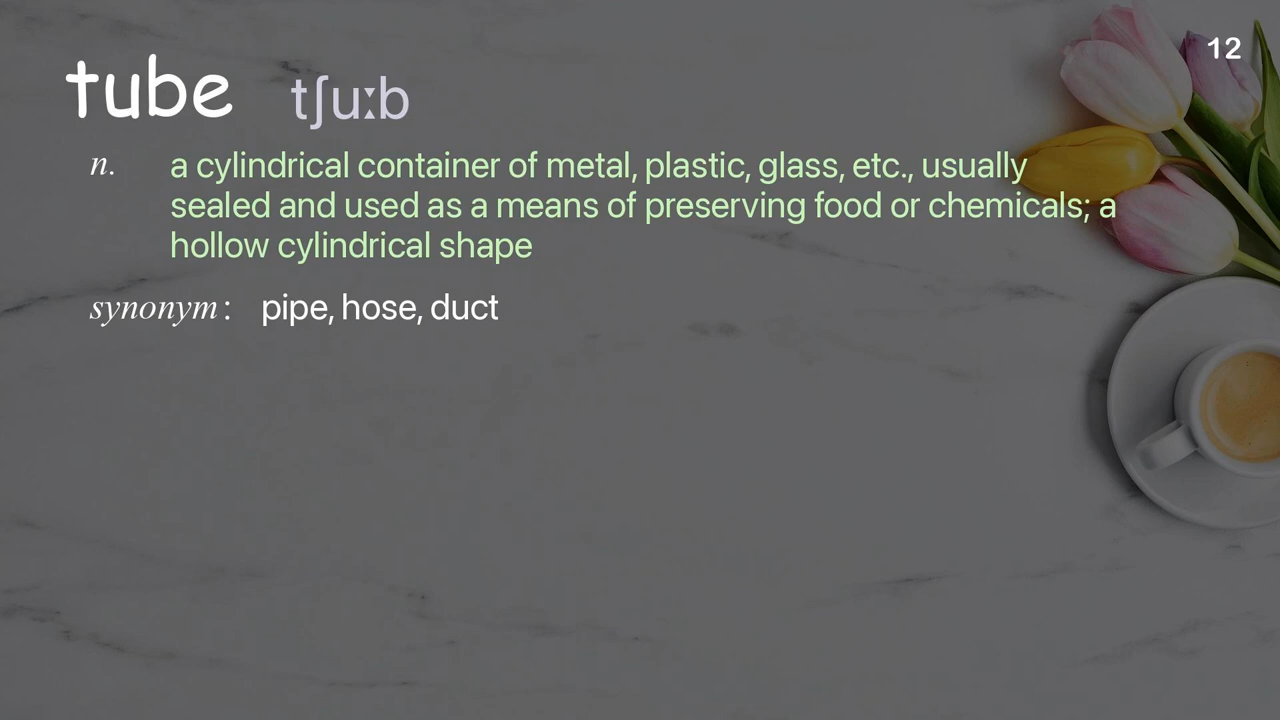 12
tube tʃuːb
n. a cylindrical container of metal, plastic, glass, etc., usually
sealed and used as a means of preserving food or chemicals; a
hollow cylindrical shape
synonym: pipe, hose, duct